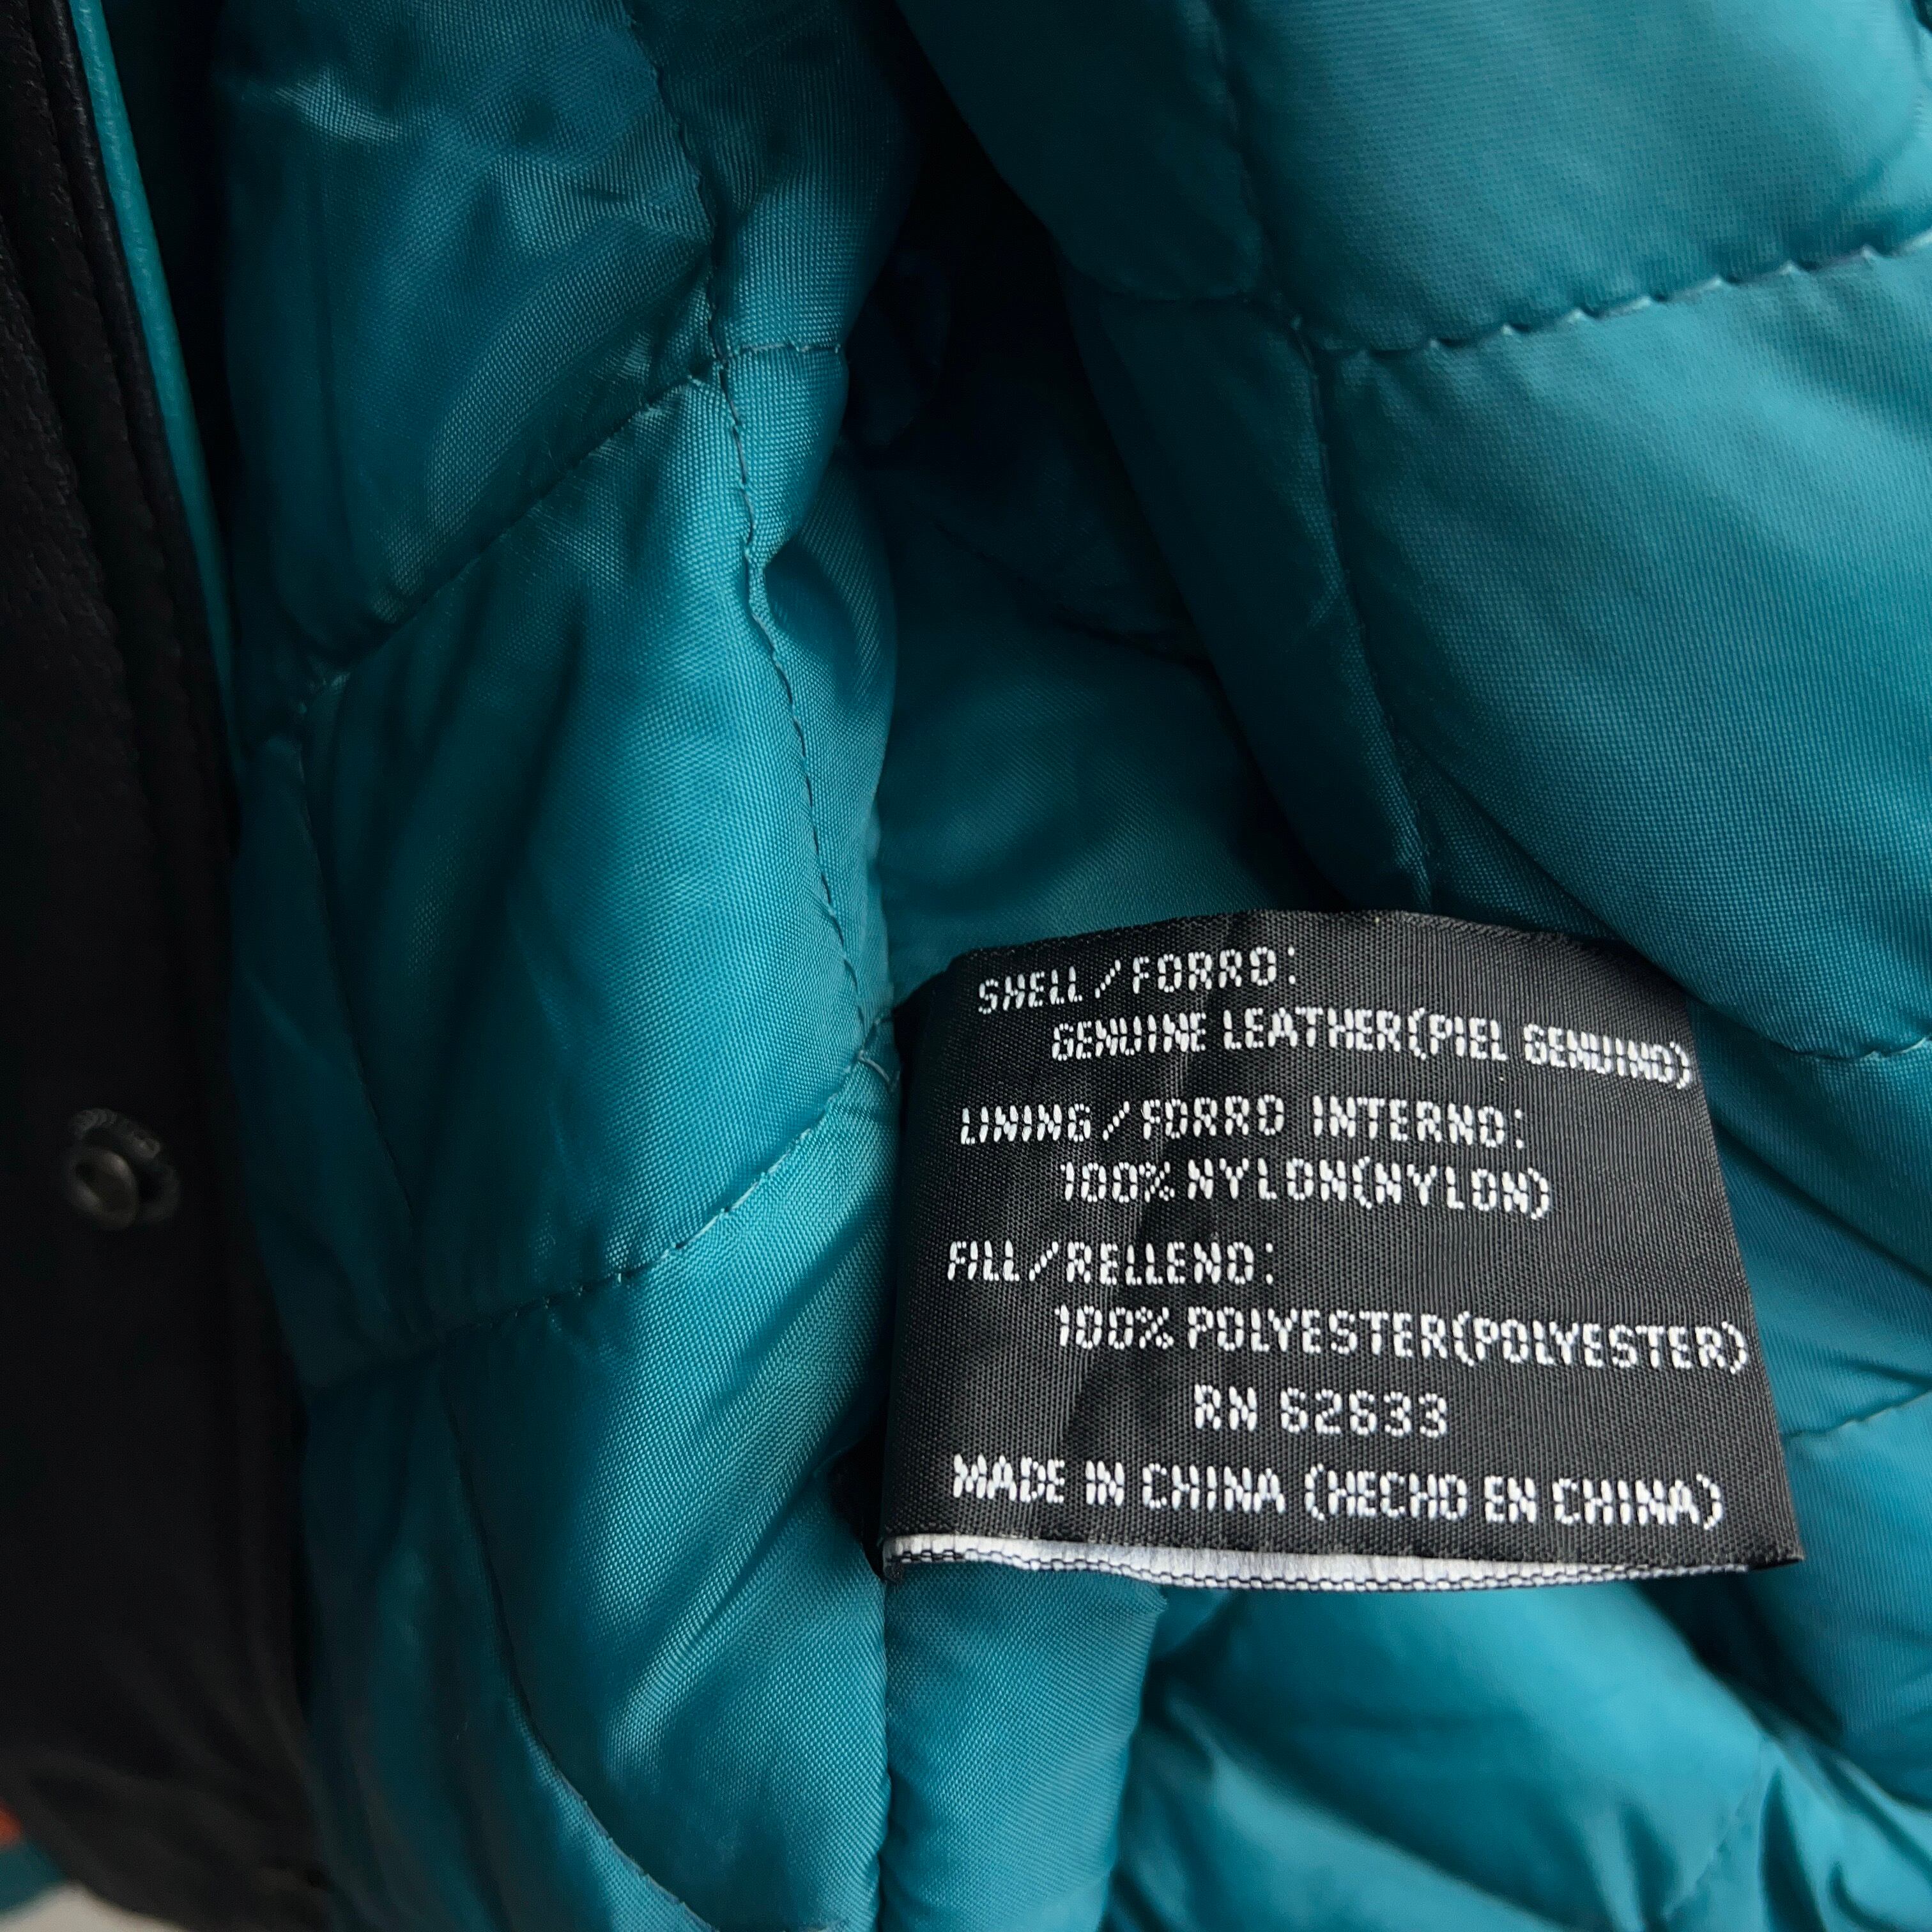 SHELL/FORRO:
GENUINE LEATHER(PIEL GENUINO)
LINING/FORRO INTERNO:
100% NYLON(NYLON)
FILL/RELLENO:
100% POLYESTER(POLYESTER)
RN 62633
MADE IN CHINA (HECHO EN CHINA)